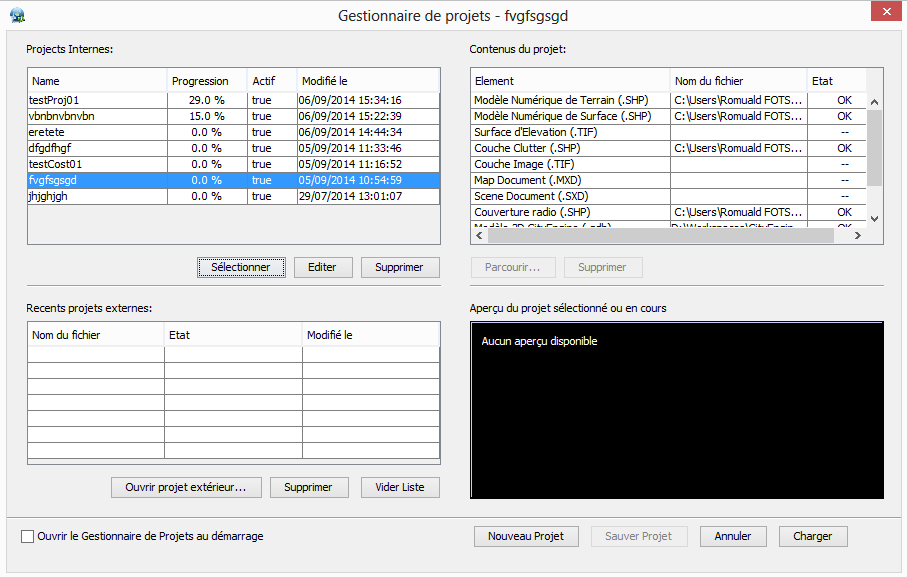 Gestionnaire de projets - fvgfsgsgd
Projects Internes:
Name Progression Actif Modifié le
testProj01 29.0 % true 06/09/2014 15:34:16
vbnbnvbnvbn 15.0 % true 06/09/2014 15:22:39
eretete 0.0 % true 06/09/2014 14:44:34
dfgdfhgf 0.0 % true 05/09/2014 11:33:46
testCost01 0.0 % true 05/09/2014 11:16:52
fvgfsgsgd 0.0 % true 05/09/2014 10:54:59
jhjghjgh 0.0 % true 29/07/2014 13:01:07
Sélectionner Editer Supprimer
Contenus du projet:
Element Nom du fichier Etat
Modèle Numérique de Terrain (.SHP) C:\Users\Romuald FOTS... OK
Modèle Numérique de Surface (.SHP) C:\Users\Romuald FOTS... OK
Surface d'Elevation (.TIF) --
Couche Clutter (.SHP) C:\Users\Romuald FOTS... OK
Couche Image (.TIF) --
Map Document (.MXD) --
Scene Document (.SXD) --
Couverture radio (.SHP) C:\Users\Romuald FOTS... OK
Modèle 3D CityEngine (.gdb) D:\Workspaces\CityEngin... OK
Parcourir... Supprimer
Recents projets externes:
Nom du fichier Etat Modifié le
Ouvrir projet extérieur... Supprimer Vider Liste
Aperçu du projet sélectionné ou en cours
Aucun aperçu disponible
Ouvrir le Gestionnaire de Projets au démarrage
Nouveau Projet Sauver Projet Annuler Charger